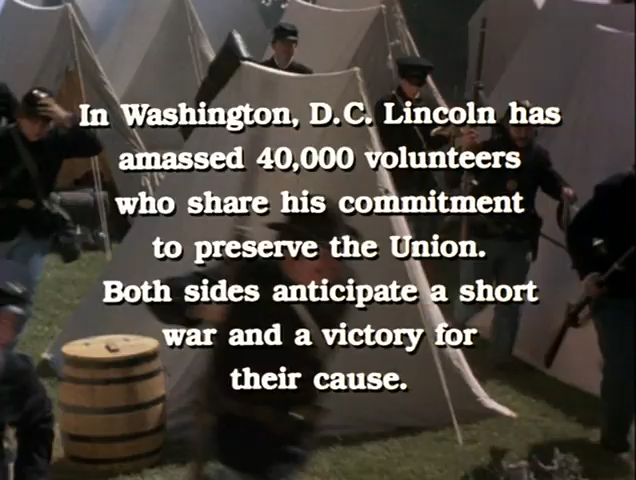 In Washington, D.C. Lincoln has
amassed 40,000 volunteers
who share his commitment
to preserve the Union.
Both sides anticipate a short
war and a victory for
their cause.